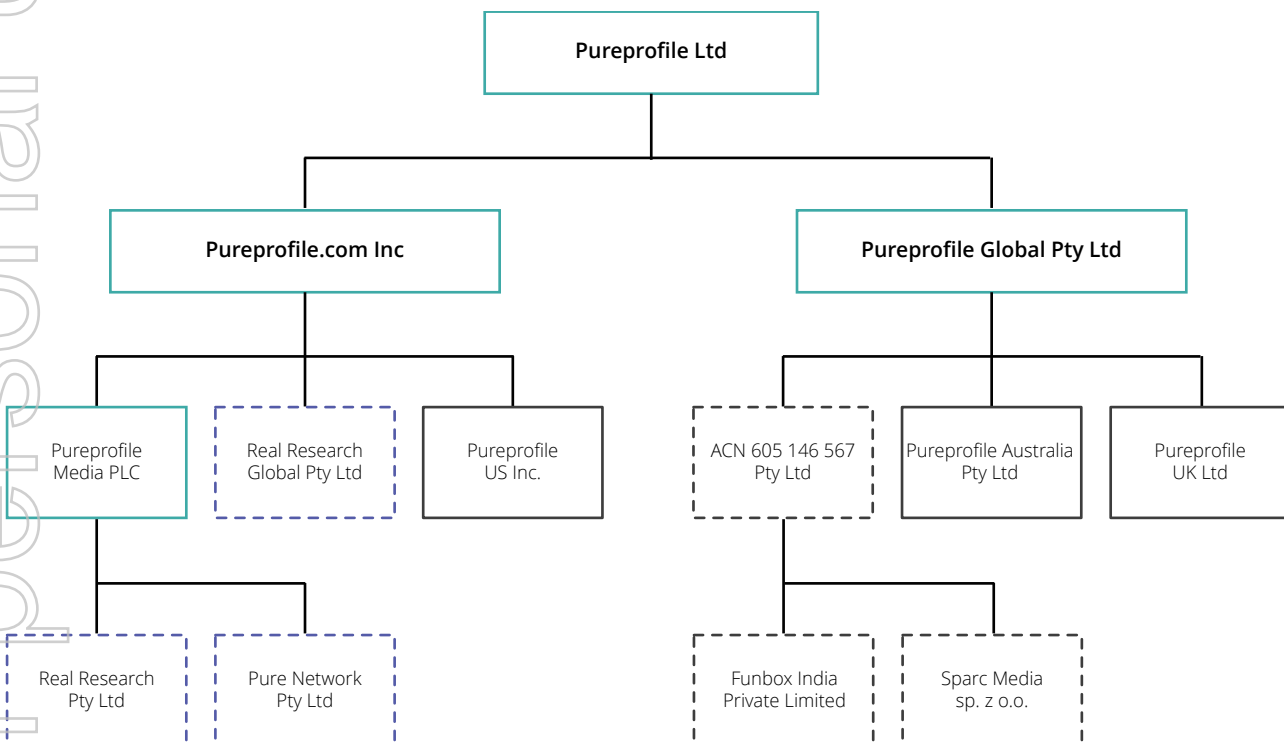 Pureprofile Ltd
Pureprofile.com Inc
Pureprofile Global Pty Ltd
Pureprofile
Media PLC
Real Research
Global Pty Ltd
Pureprofile
US Inc.
ACN 605 146 567
Pty Ltd
Pureprofile Australia
Pty Ltd
Pureprofile
UK Ltd
Real Research
Pty Ltd
Pure Network
Pty Ltd
Funbox India
Private Limited
Sparc Media
sp. z o.o.
personal